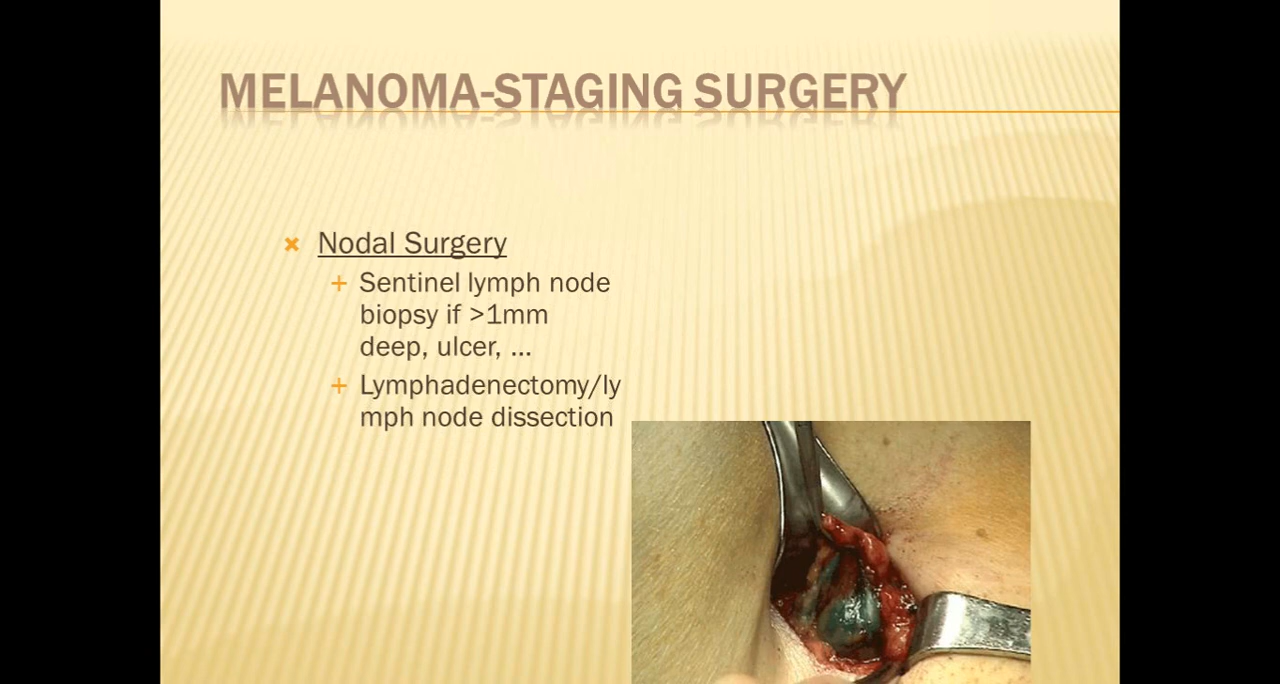 MELANOMA-STAGING SURGERY
Nodal Surgery
Sentinel lymph node
biopsy if >1mm
deep, ulcer, ...
Lymphadenectomy/ly
mph node dissection